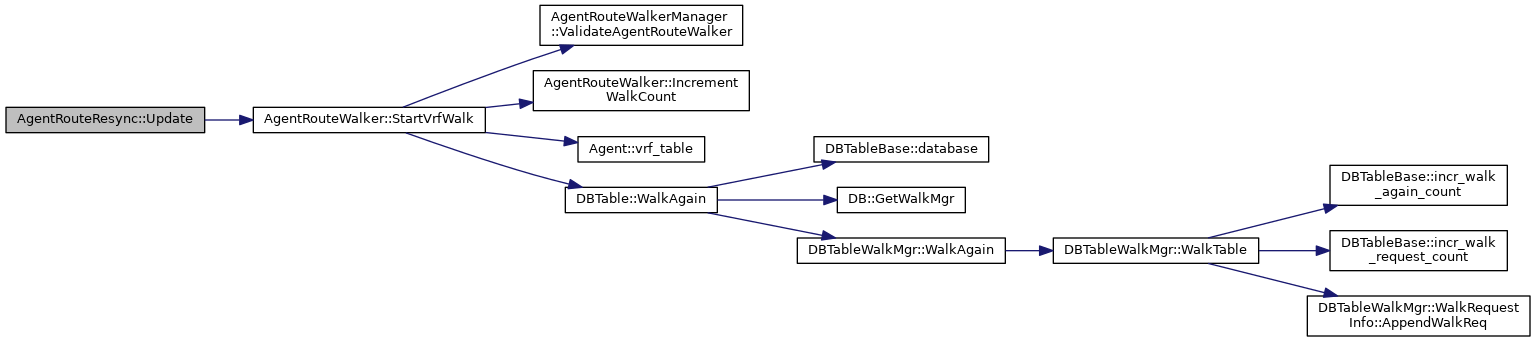 AgentRouteWalkerManager
::ValidateAgentRouteWalker
AgentRouteWalker::Increment
WalkCount
AgentRouteResync::Update
AgentRouteWalker::StartVrfWalk
Agent::vrf_table
DBTableBase::database
DBTable::WalkAgain
DB::GetWalkMgr
DBTableWalkMgr::WalkAgain
DBTableWalkMgr::WalkTable
DBTableBase::incr_walk
_again_count
DBTableBase::incr_walk
_request_count
DBTableWalkMgr::WalkRequest
Info::AppendWalkReq